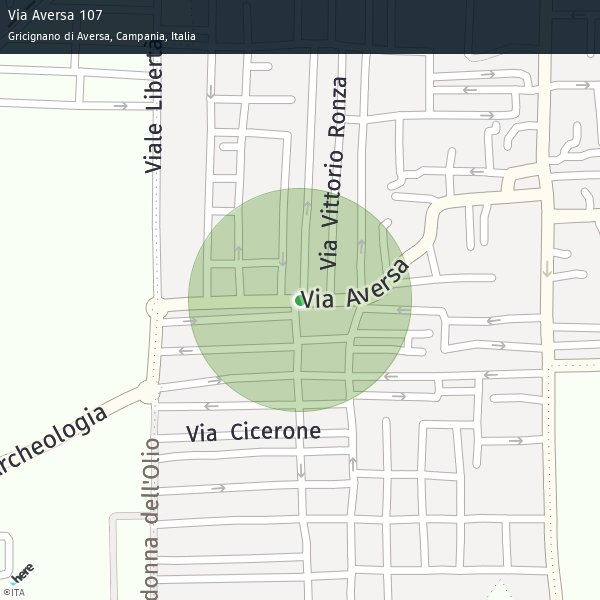 Via Aversa 107
Gricignano di Aversa, Campania, Italia
Viale Libertà
Via Vittorio Ronza
Via Aversa
rcheologia
Via Cicerone
donna dell'Olio
here
©ITA